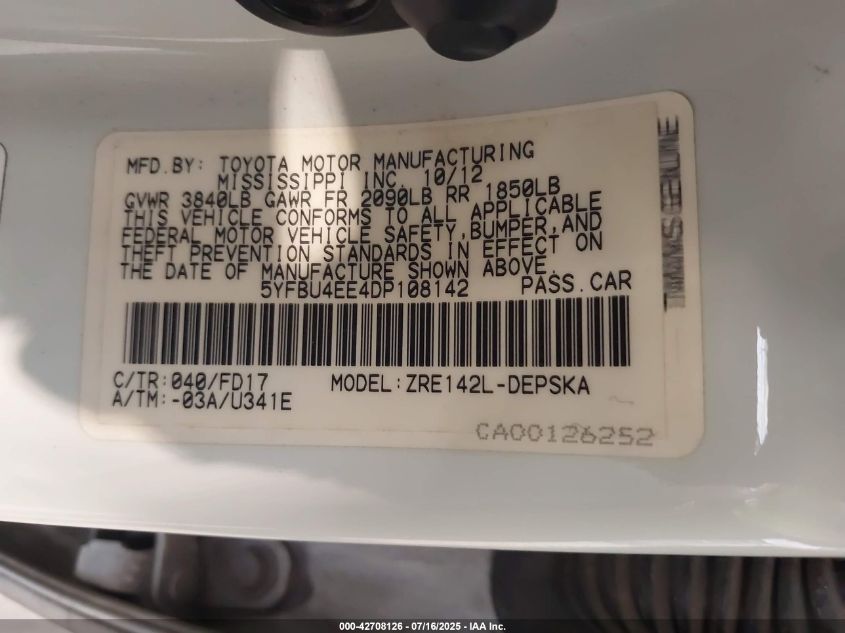 MFD.BY: TOYOTA MOTOR MANUFACTURING
MISSISSIPPI INC. 10/12
GVWR 3840LB GAWR FR 2090LB RR 1850LB
THIS VEHICLE CONFORMS TO ALL APPLICABLE
FEDERAL MOTOR VEHICLE SAFETY,BUMPER,AND
THEFT PREVENTION STANDARDS IN EFFECT ON
THE DATE OF MANUFACTURE SHOWN ABOVE.
5YFBU4EE4DP108142 PASS.CAR
C/TR:040/FD17 MODEL:ZRE142L-DEPSKA
A/TM:-03A/U341E
CA00126252
000-42708126 - 07/16/2025 - IAA Inc.